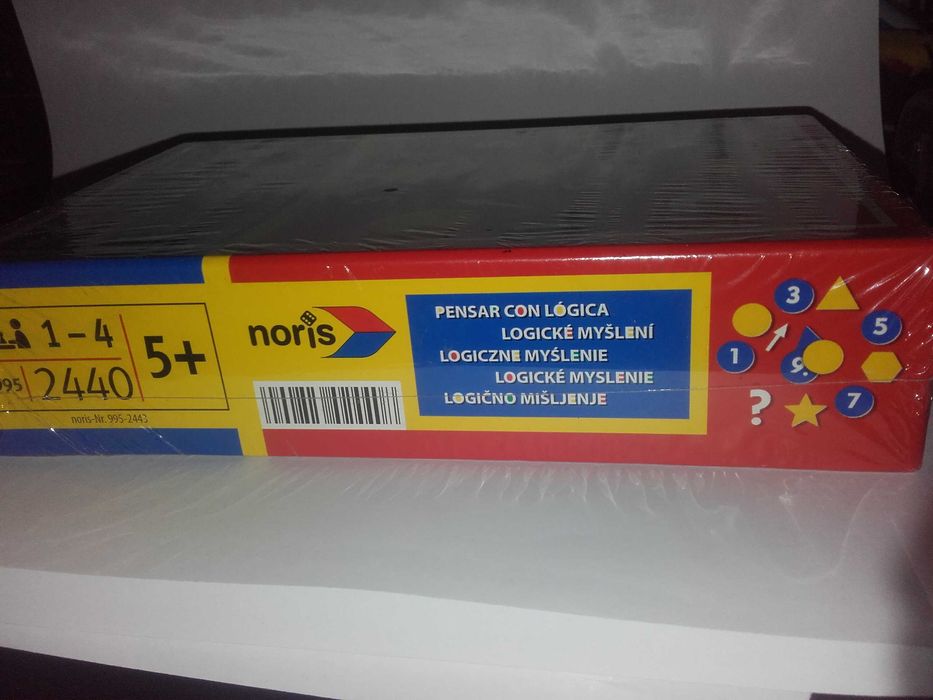 1-4
995
2440
5+
noris-Nr. 995-2443
noris
PENSAR CON LÓGICA
LOGICKÉ MYŠLENÍ
LOGICZNE MYŚLENIE
LOGICKÉ MYSLENIE
LOGIČNO MIŠLJENJE
3
5
1
9.
7
?